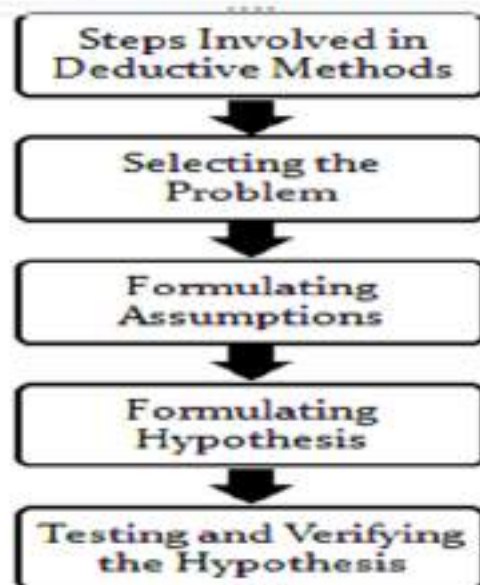 Steps Involved in
Deductive Methods
Selecting the
Problem
Formulating
Assumptions
Formulating
Hypothesis
Testing and Verifying
the Hypothesis